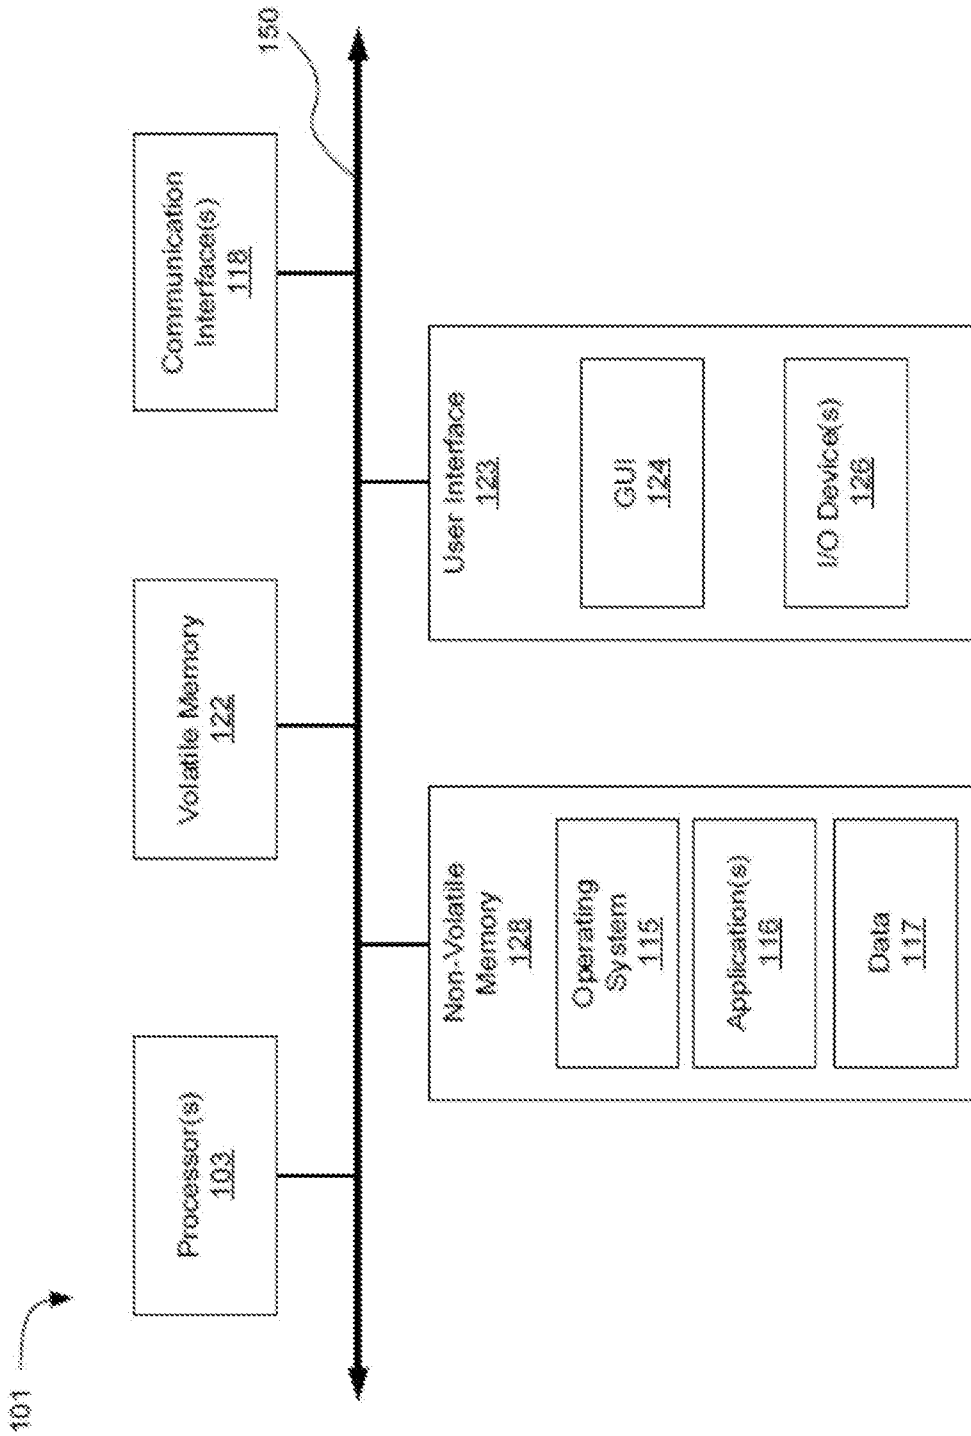 101
Processor(s)
103
Volatile Memory
122
Communication
Interface(s)
118
150
Non-Volatile
Memory
128
Operating
System
115
Application(s)
116
Data
117
User Interface
123
GUI
124
I/O Device(s)
126